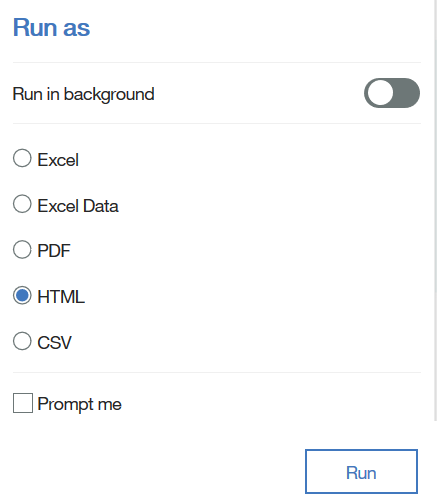 Run as
Run in background
Excel
Excel Data
PDF
HTML
CSV
Prompt me
Run